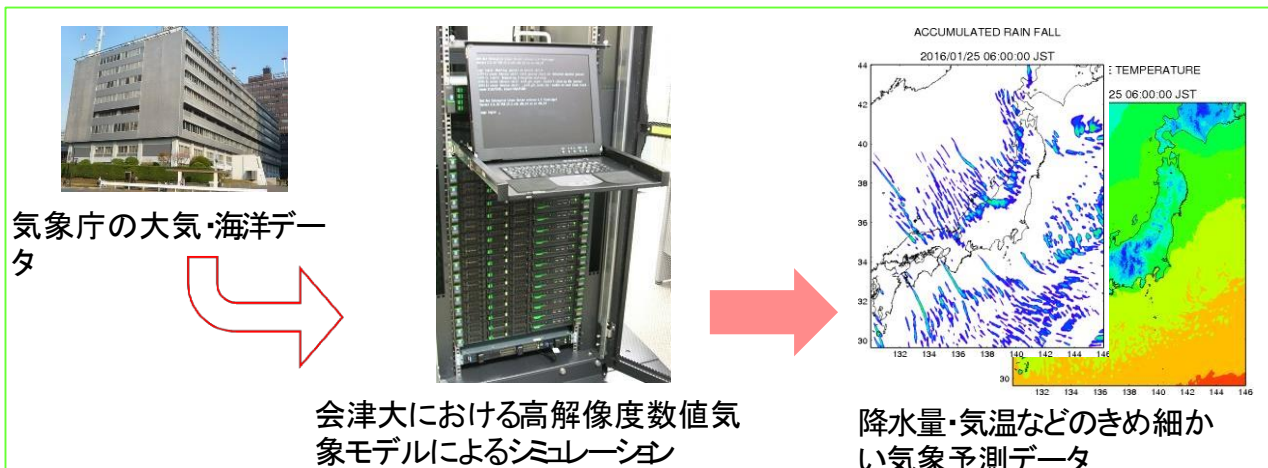 気象庁の大気・海洋デー
タ
会津大における高解像度数値気
象モデルによるシミュレーション
ACCUMULATED RAIN FALL
2016/01/25 06:00:00 JST
44
42
40
38
36
34
32
30
132 134 136 138 140 142 144 146
E TEMPERATURE
25 06:00:00 JST
30
132 134 136 138 140 142 144 146
降水量・気温などのきめ細か
い気象予測データ